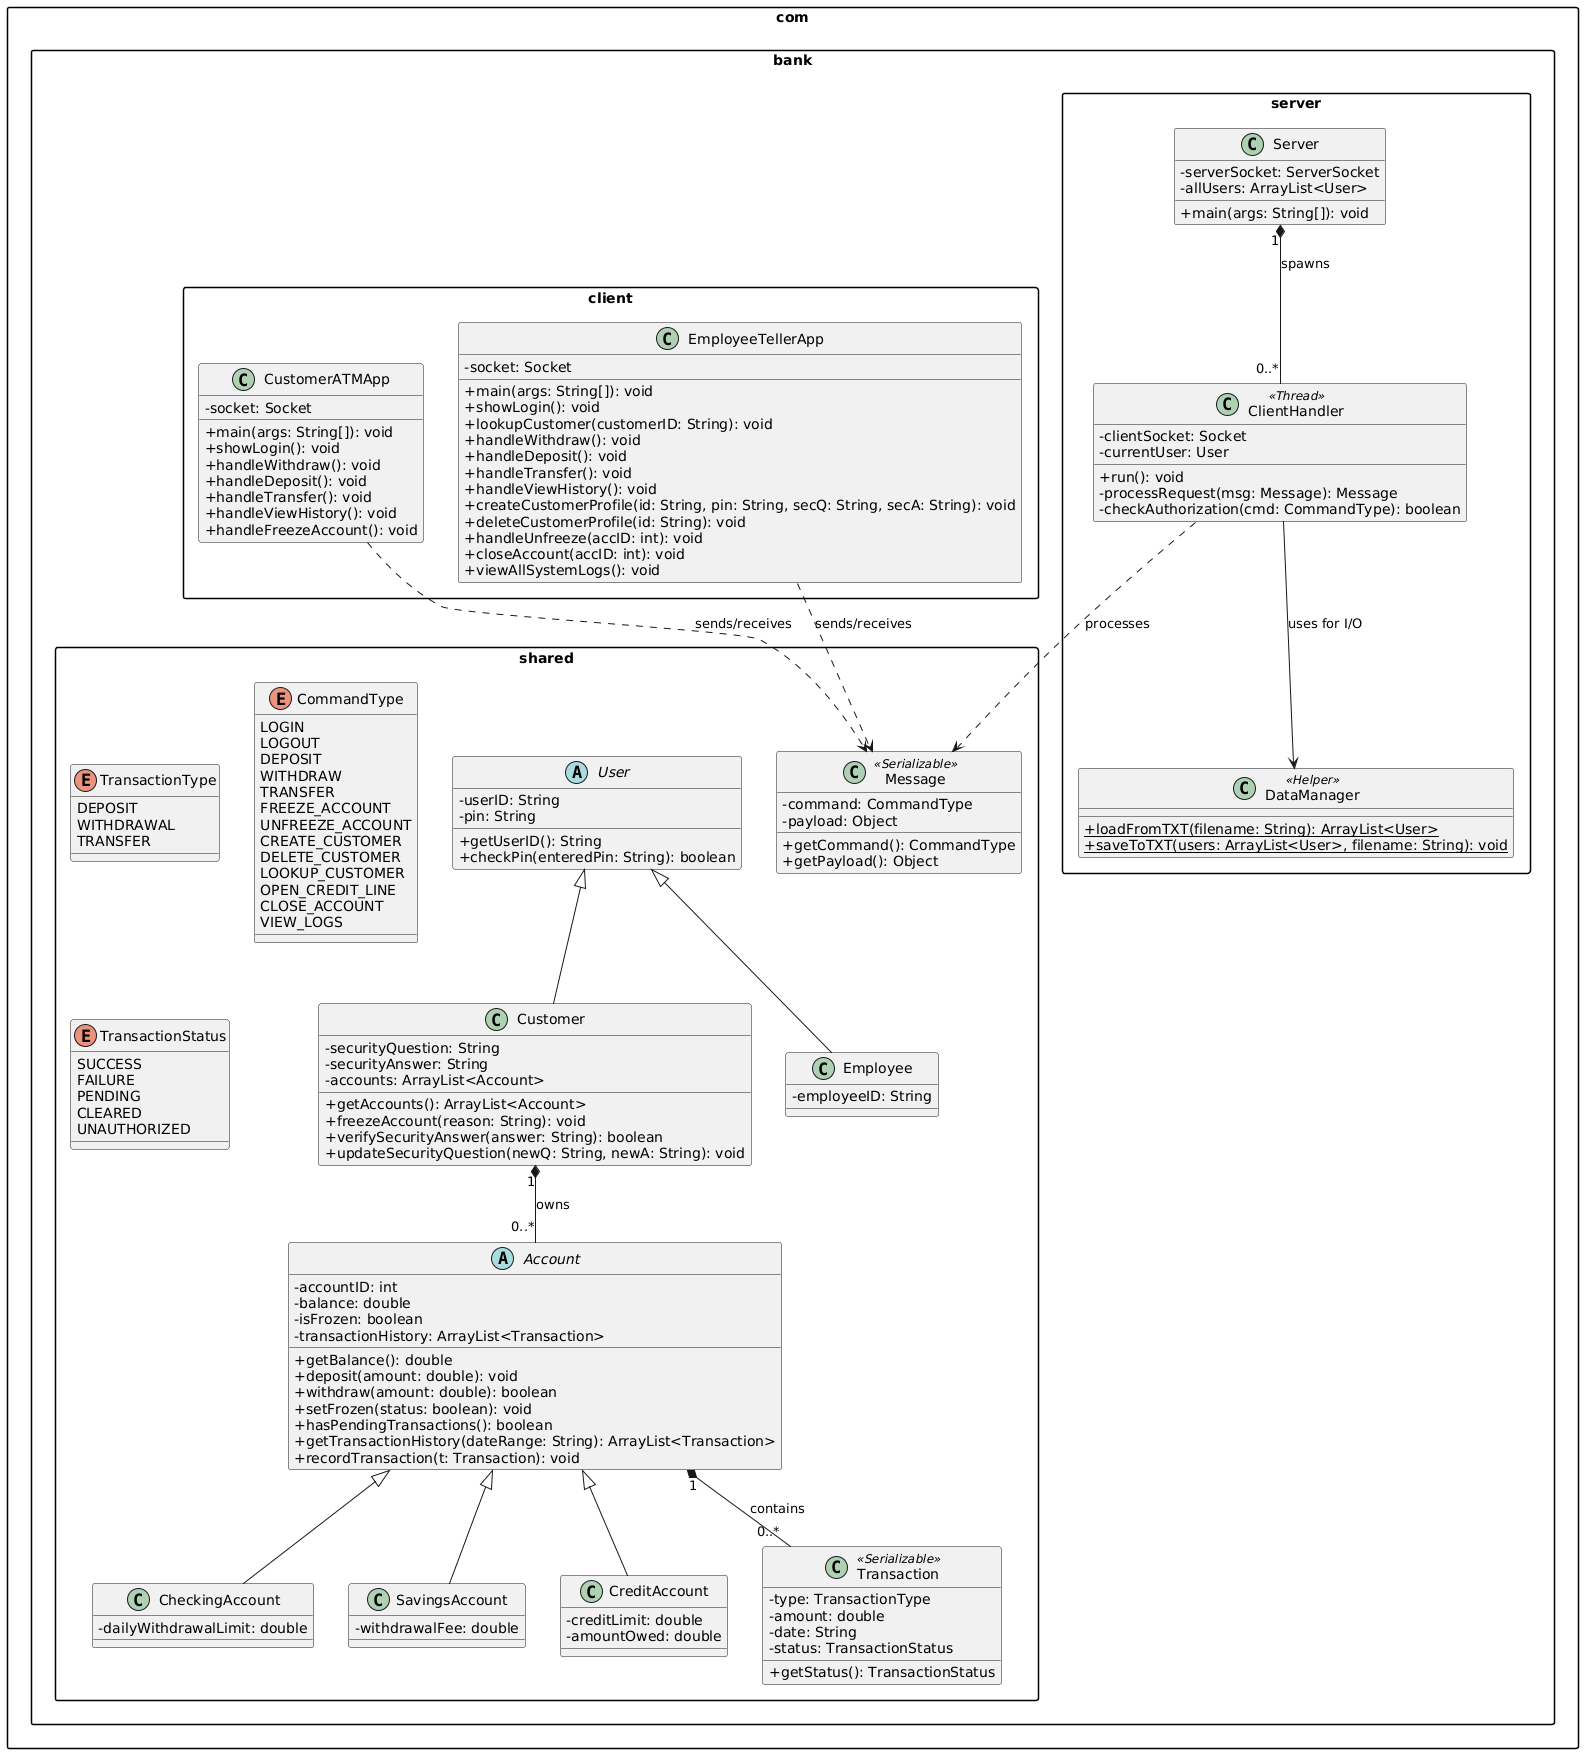 com
bank
server
C Server
-serverSocket: ServerSocket
-allUsers: ArrayList<User>
+main(args: String[]): void
1
spawns
0..*
client
C CustomerATMApp
-socket: Socket
+main(args: String[]): void
+showLogin(): void
+handleWithdraw(): void
+handleDeposit(): void
+handleTransfer(): void
+handleViewHistory(): void
+handleFreezeAccount(): void
C EmployeeTellerApp
-socket: Socket
+main(args: String[]): void
+showLogin(): void
+lookupCustomer(customerID: String): void
+handleWithdraw(): void
+handleDeposit(): void
+handleTransfer(): void
+handleViewHistory(): void
+createCustomerProfile(id: String, pin: String, secQ: String, secA: String): void
+deleteCustomerProfile(id: String): void
+handleUnfreeze(accID: int): void
+closeAccount(accID: int): void
+viewAllSystemLogs(): void
C «Thread»
ClientHandler
-clientSocket: Socket
-currentUser: User
+run(): void
-processRequest(msg: Message): Message
-checkAuthorization(cmd: CommandType): boolean
sends/receives
sends/receives
processes
uses for I/O
shared
E TransactionType
DEPOSIT
WITHDRAWAL
TRANSFER
E CommandType
LOGIN
LOGOUT
DEPOSIT
WITHDRAW
TRANSFER
FREEZE_ACCOUNT
UNFREEZE_ACCOUNT
CREATE_CUSTOMER
DELETE_CUSTOMER
LOOKUP_CUSTOMER
OPEN_CREDIT_LINE
CLOSE_ACCOUNT
VIEW_LOGS
A User
-userID: String
-pin: String
+getUserID(): String
+checkPin(enteredPin: String): boolean
C «Serializable»
Message
-command: CommandType
-payload: Object
+getCommand(): CommandType
+getPayload(): Object
C «Helper»
DataManager
+loadFromTXT(filename: String): ArrayList<User>
+saveToTXT(users: ArrayList<User>, filename: String): void
E TransactionStatus
SUCCESS
FAILURE
PENDING
CLEARED
UNAUTHORIZED
C Customer
-securityQuestion: String
-securityAnswer: String
-accounts: ArrayList<Account>
+getAccounts(): ArrayList<Account>
+freezeAccount(reason: String): void
+verifySecurityAnswer(answer: String): boolean
+updateSecurityQuestion(newQ: String, newA: String): void
C Employee
-employeeID: String
1
owns
0..*
A Account
-accountID: int
-balance: double
-isFrozen: boolean
-transactionHistory: ArrayList<Transaction>
+getBalance(): double
+deposit(amount: double): void
+withdraw(amount: double): boolean
+setFrozen(status: boolean): void
+hasPendingTransactions(): boolean
+getTransactionHistory(dateRange: String): ArrayList<Transaction>
+recordTransaction(t: Transaction): void
1
contains
0..*
C CheckingAccount
-dailyWithdrawalLimit: double
C SavingsAccount
-withdrawalFee: double
C CreditAccount
-creditLimit: double
-amountOwed: double
C «Serializable»
Transaction
-type: TransactionType
-amount: double
-date: String
-status: TransactionStatus
+getStatus(): TransactionStatus